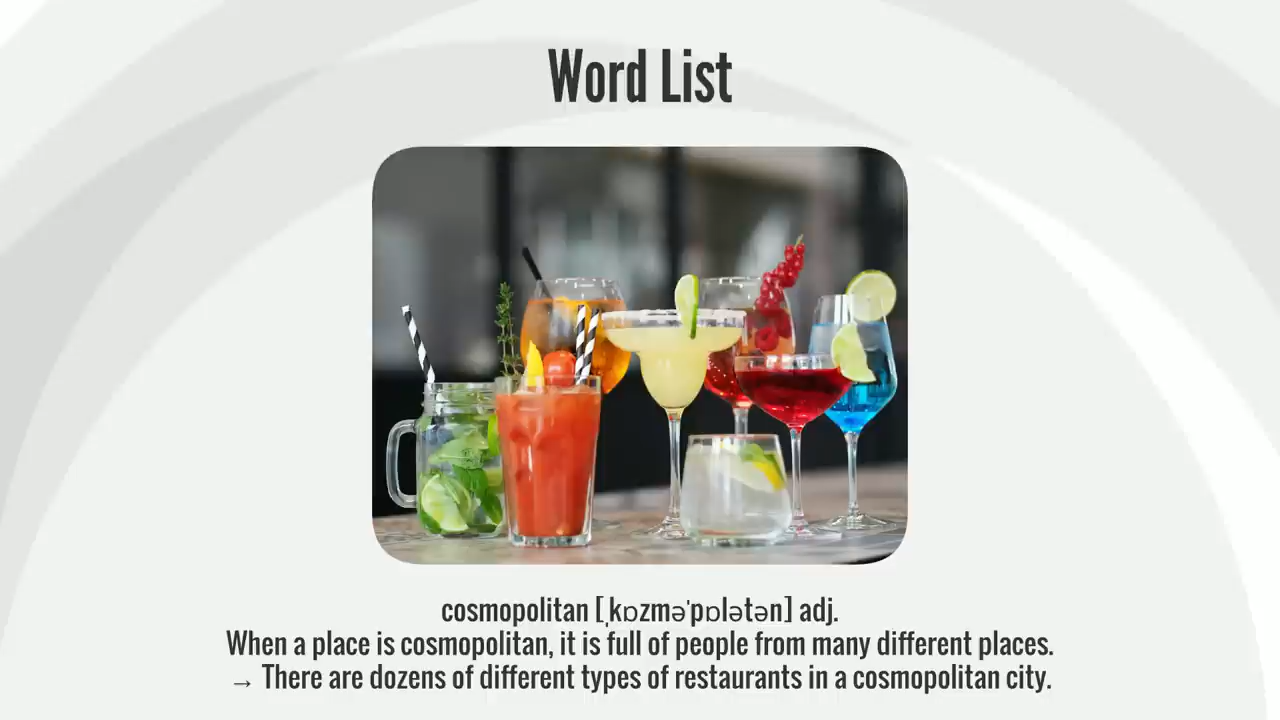 Word List
cosmopolitan [ˌkɒzməˈpɒlətən] adj.
When a place is cosmopolitan, it is full of people from many different places.
→ There are dozens of different types of restaurants in a cosmopolitan city.